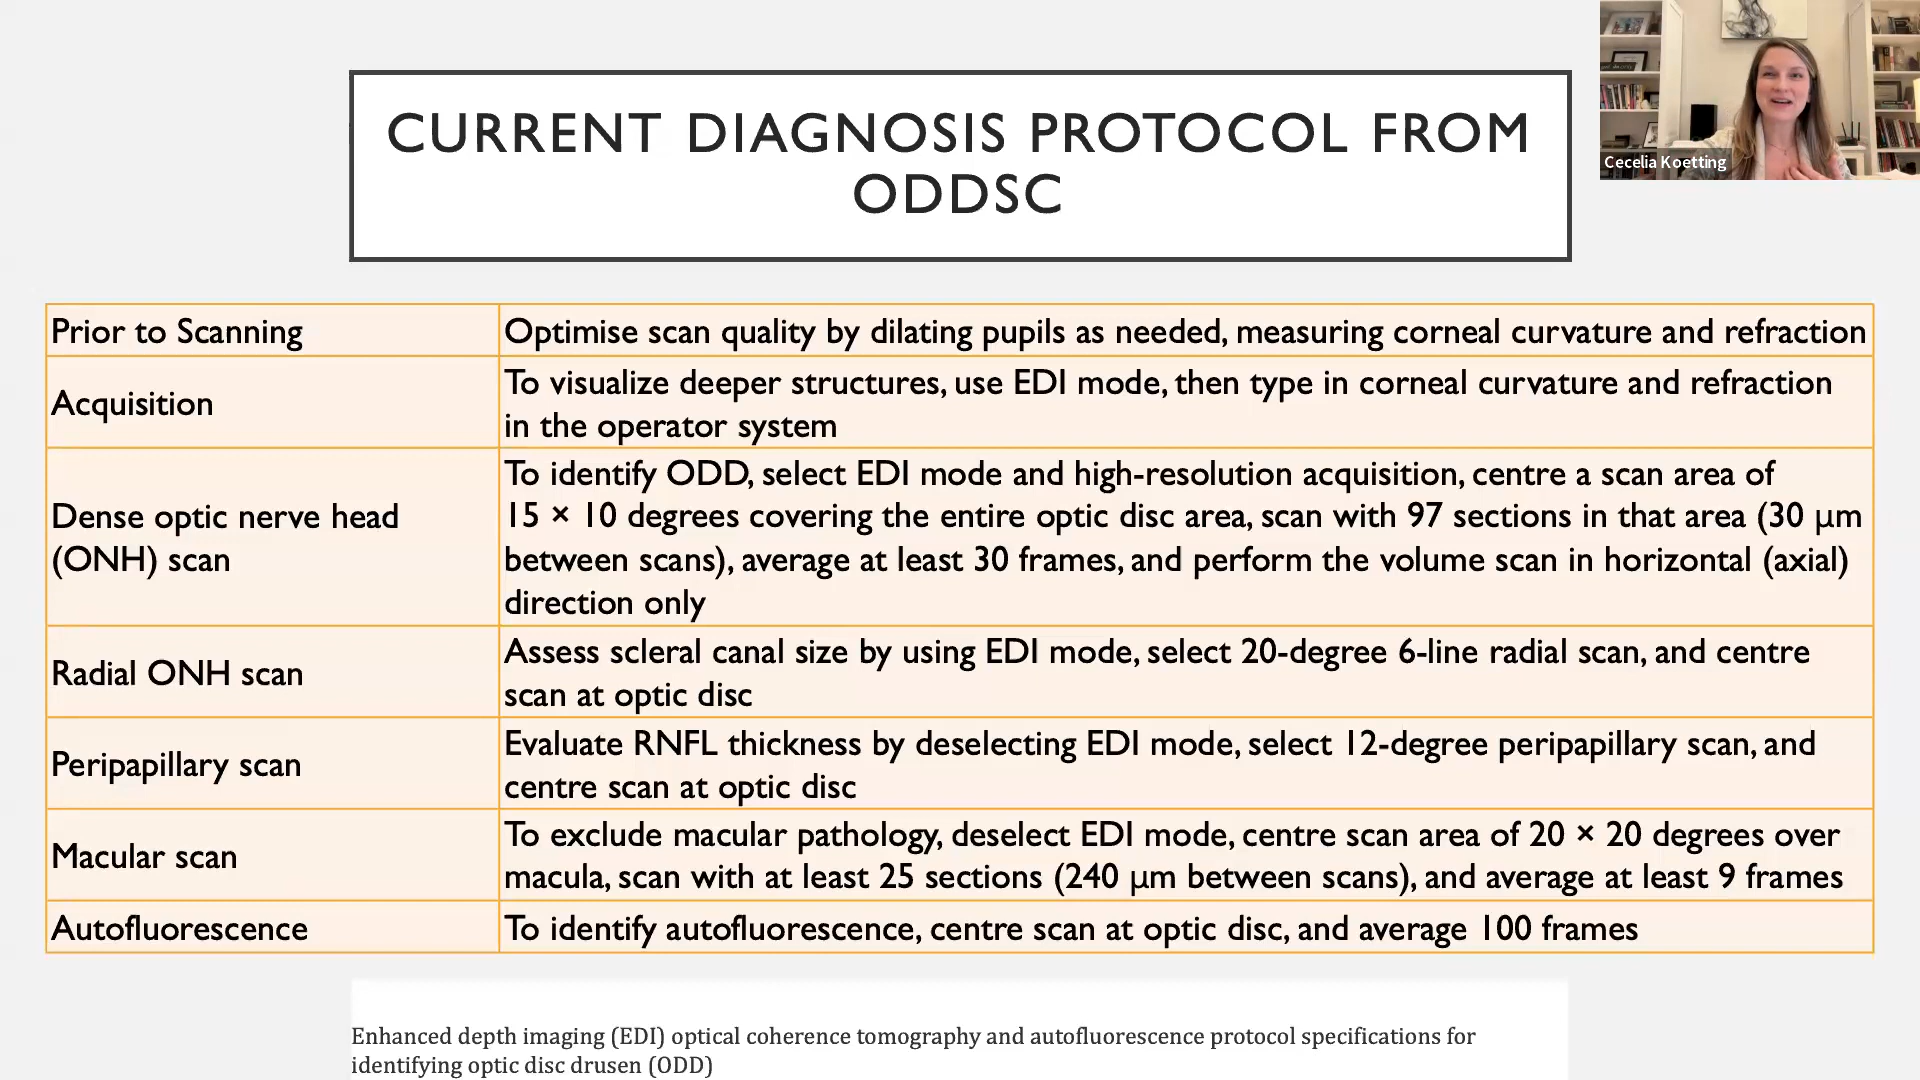 CURRENT DIAGNOSIS PROTOCOL FROM
ODDSC
Cecelia Koetting
Prior to Scanning
Optimise scan quality by dilating pupils as needed, measuring corneal curvature and refraction
Acquisition
To visualize deeper structures, use EDI mode, then type in corneal curvature and refraction
in the operator system
Dense optic nerve head
(ONH) scan
To identify ODD, select EDI mode and high-resolution acquisition, centre a scan area of
15 × 10 degrees covering the entire optic disc area, scan with 97 sections in that area (30 μm
between scans), average at least 30 frames, and perform the volume scan in horizontal (axial)
direction only
Radial ONH scan
Assess scleral canal size by using EDI mode, select 20-degree 6-line radial scan, and centre
scan at optic disc
Peripapillary scan
Evaluate RNFL thickness by deselecting EDI mode, select 12-degree peripapillary scan, and
centre scan at optic disc
Macular scan
To exclude macular pathology, deselect EDI mode, centre scan area of 20 × 20 degrees over
macula, scan with at least 25 sections (240 μm between scans), and average at least 9 frames
Autofluorescence
To identify autofluorescence, centre scan at optic disc, and average 100 frames
Enhanced depth imaging (EDI) optical coherence tomography and autofluorescence protocol specifications for
identifying optic disc drusen (ODD)